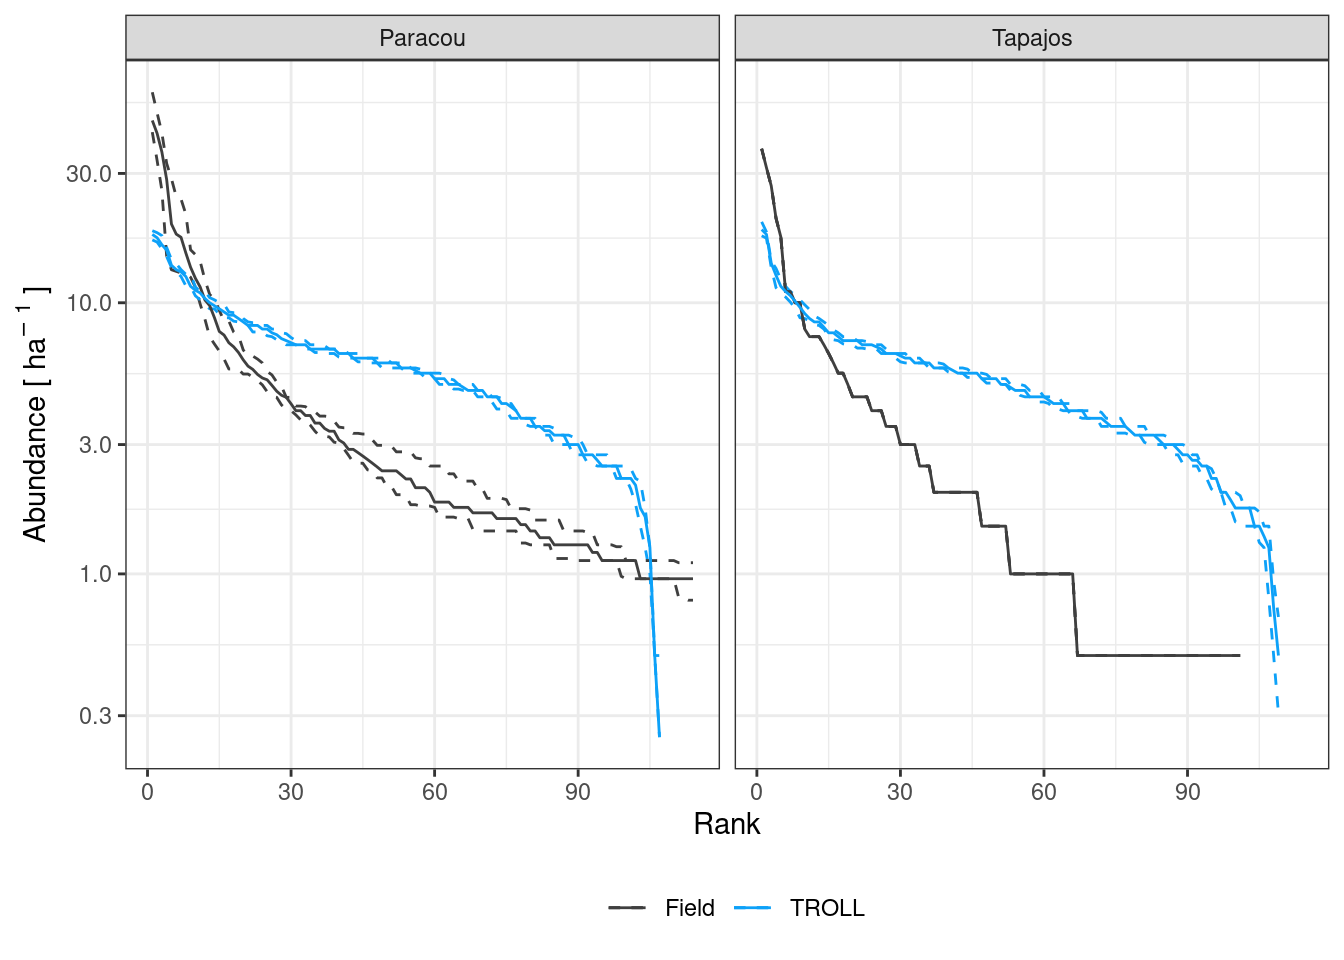 Paracou
Tapajos
Abundance [ ha⁻¹ ]
30.0
10.0
3.0
1.0
0.3
0 30 60 90
0 30 60 90
Rank
Field TROLL